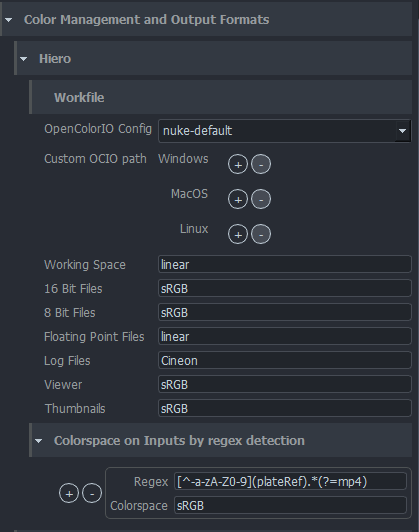 Color Management and Output Formats
Hiero
Workfile
OpenColorIO Config nuke-default
Custom OCIO path Windows + -
MacOS + -
Linux + -
Working Space linear
16 Bit Files sRGB
8 Bit Files sRGB
Floating Point Files linear
Log Files Cineon
Viewer sRGB
Thumbnails sRGB
Colorspace on Inputs by regex detection
+ - Regex [^-a-zA-Z0-9](plateRef).*(?=mp4)
Colorspace sRGB